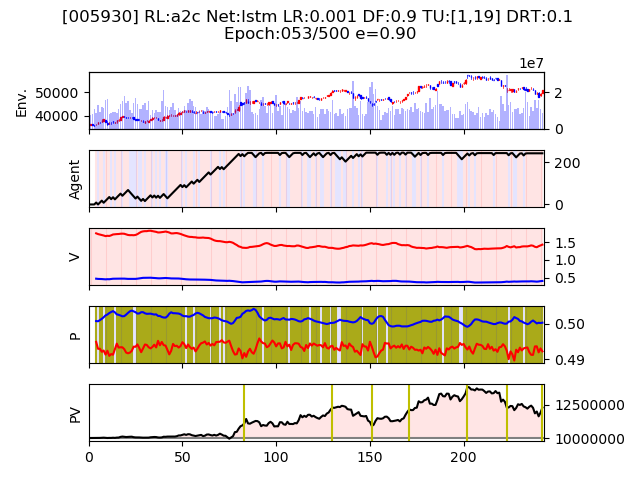 [005930] RL:a2c Net:lstm LR:0.001 DF:0.9 TU:[1,19] DRT:0.1
Epoch:053/500 e=0.90
1e7
Env.
50000
40000
2
0
Agent
200
0
V
1.5
1.0
0.5
P
0.50
0.49
PV
12500000
10000000
0 50 100 150 200